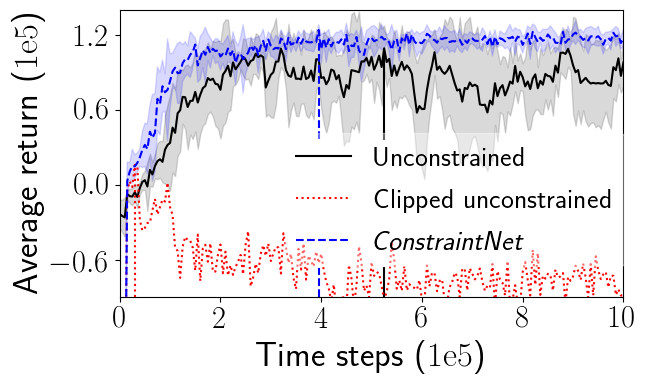 Average return (1e5)
1.2
0.6
0.0
−0.6
Unconstrained
Clipped unconstrained
ConstraintNet
0 2 4 6 8 10
Time steps (1e5)